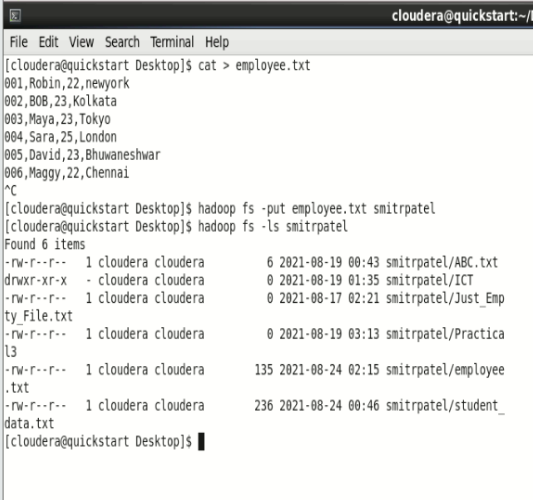 cloudera@quickstart:~/
File Edit View Search Terminal Help
[cloudera@quickstart Desktop]$ cat > employee.txt
001,Robin,22,newyork
002,BOB,23,Kolkata
003,Maya,23,Tokyo
004,Sara,25,London
005,David,23,Bhuwaneshwar
006,Maggy,22,Chennai
^C
[cloudera@quickstart Desktop]$ hadoop fs -put employee.txt smitrpatel
[cloudera@quickstart Desktop]$ hadoop fs -ls smitrpatel
Found 6 items
-rw-r--r--   1 cloudera cloudera          6 2021-08-19 00:43 smitrpatel/ABC.txt
drwxr-xr-x   - cloudera cloudera          0 2021-08-19 01:35 smitrpatel/ICT
-rw-r--r--   1 cloudera cloudera          0 2021-08-17 02:21 smitrpatel/Just_Emp
ty_File.txt
-rw-r--r--   1 cloudera cloudera          0 2021-08-19 03:13 smitrpatel/Practica
l3
-rw-r--r--   1 cloudera cloudera        135 2021-08-24 02:15 smitrpatel/employee
.txt
-rw-r--r--   1 cloudera cloudera        236 2021-08-24 00:46 smitrpatel/student_
data.txt
[cloudera@quickstart Desktop]$